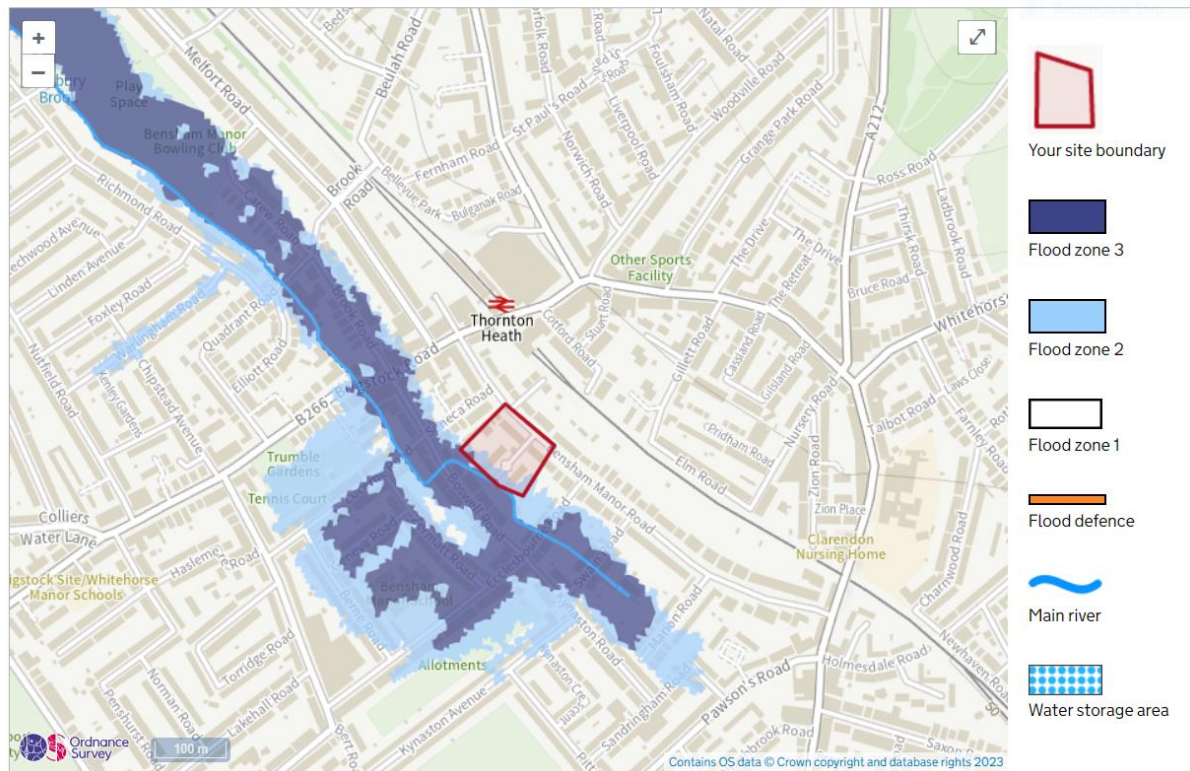 +
−
Melfort Road
Beulah Road
Norfolk Road
St Paul's Road
Foulsham Road
Natal Road
Woodville Road
Liverpool Road
Norwich Road
Grange Park Road
A212
Play
Space
Bensham Manor
Bowling Club
Brook
Road
Fernham Road
Bellevue Park
Bulganak Road
Ross Road
Ladbrook Road
Thirsk Road
Richmond Road
Linden Avenue
Foxley Road
Quadrant Road
Elliott Road
Chipstead Avenue
Nutfield Road
Kenley Gardens
Other Sports
Facility
The Drive
The Drive
The Retreat
Bruce Road
Thornton
Heath
Cotford Road
Stuart Road
Gillett Road
Cassland Road
Gilsland Road
Pridham Road
Nursery Road
Talbot Road
Laws Close
Farnley Road
B266
Trumble
Gardens
Tennis Court
Bensham Manor Road
Elm Road
Zion Road
Zion Place
Clarendon
Nursing Home
Charnwood Road
Colliers
Water Lane
Manor Schools
Torridge Road
Allotments
Kynaston Avenue
Sandringham Road
Pawson's Road
Holmesdale Road
Newhaven Road
Lakehall Road
Norman Road
Ordnance
Survey
100 m
Contains OS data © Crown copyright and database rights 2023
Your site boundary
Flood zone 3
Flood zone 2
Flood zone 1
Flood defence
Main river
Water storage area